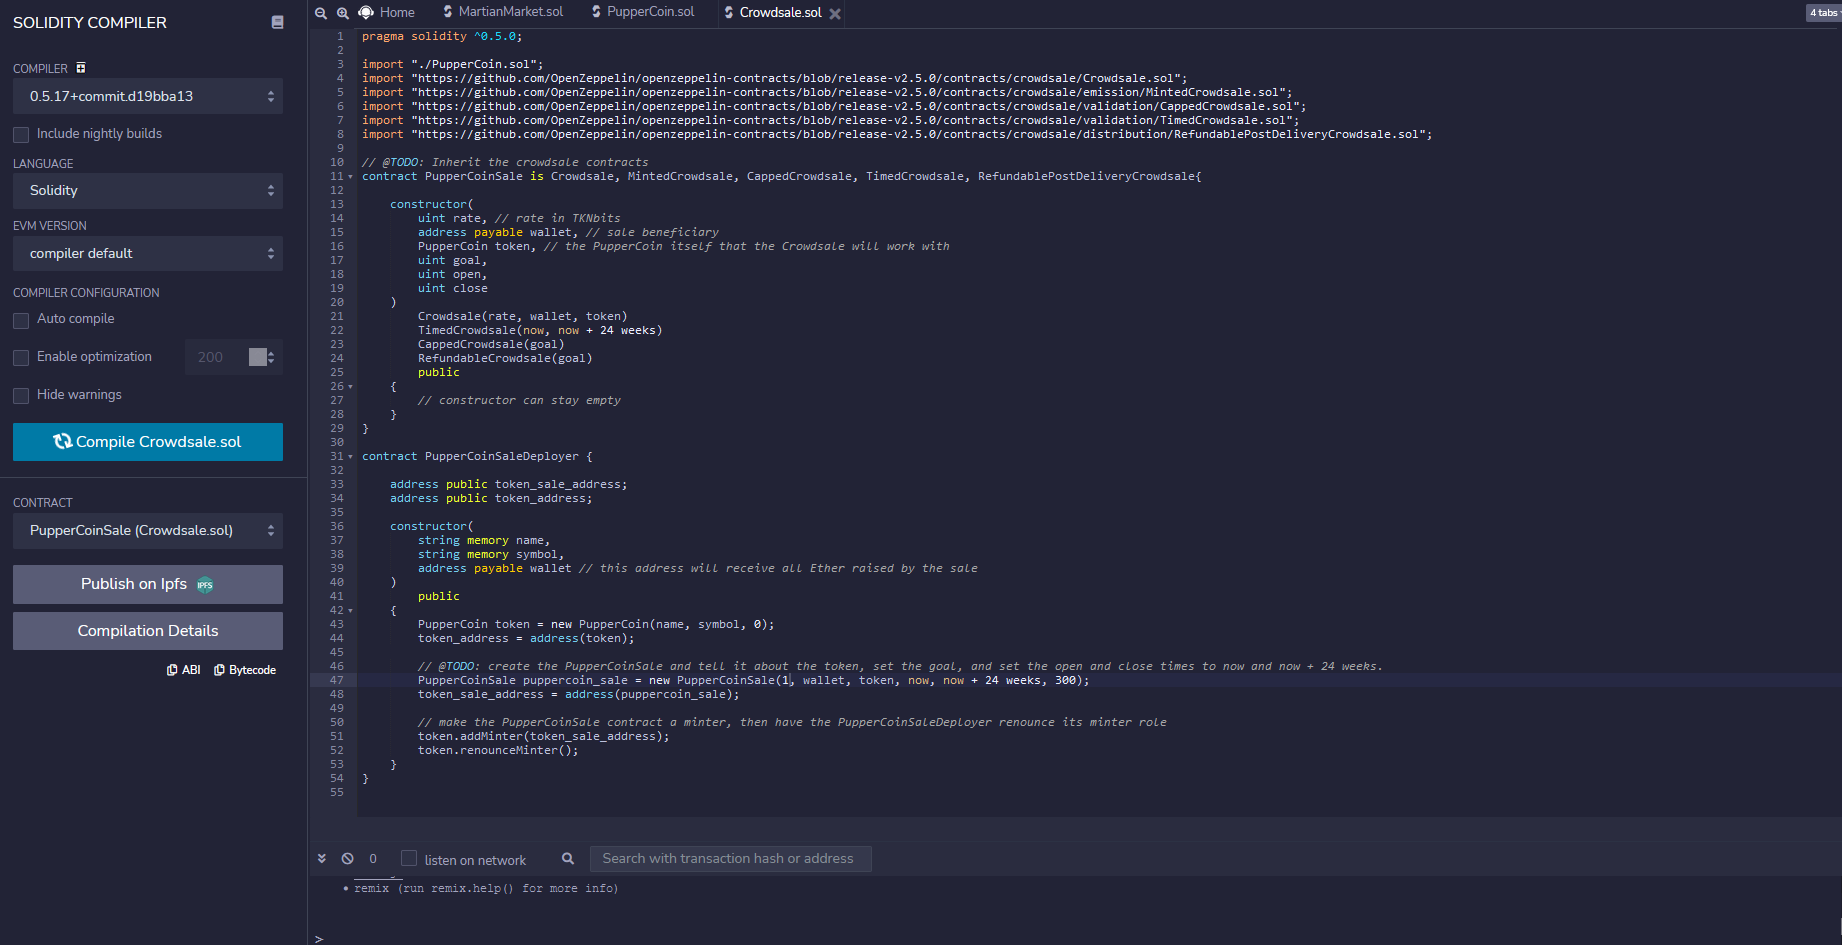 SOLIDITY COMPILER
COMPILER
0.5.17+commit.d19bba13
Include nightly builds
LANGUAGE
Solidity
EVM VERSION
compiler default
COMPILER CONFIGURATION
Auto compile
Enable optimization 200
Hide warnings
Compile Crowdsale.sol
CONTRACT
PupperCoinSale (Crowdsale.sol)
Publish on Ipfs IPFS
Compilation Details
ABI Bytecode
Home MartianMarket.sol PupperCoin.sol Crowdsale.sol 4 tabs
1 pragma solidity ^0.5.0;
2
3 import "./PupperCoin.sol";
4 import "https://github.com/OpenZeppelin/openzeppelin-contracts/blob/release-v2.5.0/contracts/crowdsale/Crowdsale.sol";
5 import "https://github.com/OpenZeppelin/openzeppelin-contracts/blob/release-v2.5.0/contracts/crowdsale/emission/MintedCrowdsale.sol";
6 import "https://github.com/OpenZeppelin/openzeppelin-contracts/blob/release-v2.5.0/contracts/crowdsale/validation/CappedCrowdsale.sol";
7 import "https://github.com/OpenZeppelin/openzeppelin-contracts/blob/release-v2.5.0/contracts/crowdsale/validation/TimedCrowdsale.sol";
8 import "https://github.com/OpenZeppelin/openzeppelin-contracts/blob/release-v2.5.0/contracts/crowdsale/distribution/RefundablePostDeliveryCrowdsale.sol";
9
10 // @TODO: Inherit the crowdsale contracts
11 contract PupperCoinSale is Crowdsale, MintedCrowdsale, CappedCrowdsale, TimedCrowdsale, RefundablePostDeliveryCrowdsale{
12
13 constructor(
14 uint rate, // rate in TKNbits
15 address payable wallet, // sale beneficiary
16 PupperCoin token, // the PupperCoin itself that the Crowdsale will work with
17 uint goal,
18 uint open,
19 uint close
20 )
21 Crowdsale(rate, wallet, token)
22 TimedCrowdsale(now, now + 24 weeks)
23 CappedCrowdsale(goal)
24 RefundableCrowdsale(goal)
25 public
26 {
27 // constructor can stay empty
28 }
29 }
30
31 contract PupperCoinSaleDeployer {
32
33 address public token_sale_address;
34 address public token_address;
35
36 constructor(
37 string memory name,
38 string memory symbol,
39 address payable wallet // this address will receive all Ether raised by the sale
40 )
41 public
42 {
43 PupperCoin token = new PupperCoin(name, symbol, 0);
44 token_address = address(token);
45
46 // @TODO: create the PupperCoinSale and tell it about the token, set the goal, and set the open and close times to now and now + 24 weeks.
47 PupperCoinSale puppercoin_sale = new PupperCoinSale(1, wallet, token, now, now + 24 weeks, 300);
48 token_sale_address = address(puppercoin_sale);
49
50 // make the PupperCoinSale contract a minter, then have the PupperCoinSaleDeployer renounce its minter role
51 token.addMinter(token_sale_address);
52 token.renounceMinter();
53 }
54 }
55
0 listen on network Search with transaction hash or address
• remix (run remix.help() for more info)
>